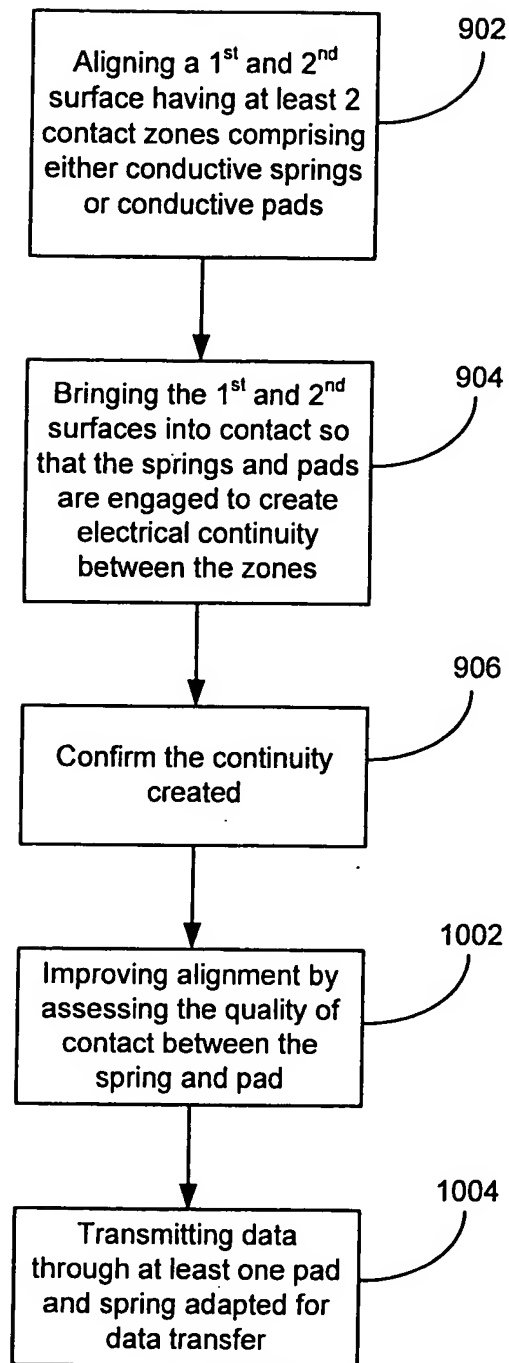 902
Aligning a 1st and 2nd
surface having at least 2
contact zones comprising
either conductive springs
or conductive pads
904
Bringing the 1st and 2nd
surfaces into contact so
that the springs and pads
are engaged to create
electrical continuity
between the zones
906
Confirm the continuity
created
1002
Improving alignment by
assessing the quality of
contact between the
spring and pad
1004
Transmitting data
through at least one pad
and spring adapted for
data transfer